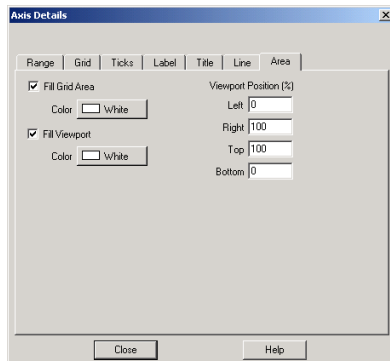 Axis Details
Range Grid Ticks Label Title Line Area
Fill Grid Area
Color White
Fill Viewport
Color White
Viewport Position (%)
Left 0
Right 100
Top 100
Bottom 0
Close Help